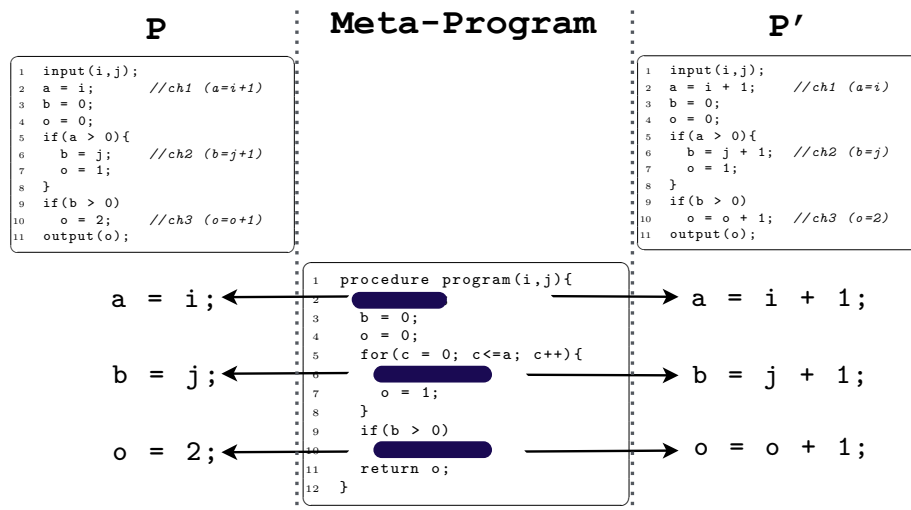 P
Meta-Program
P′
1 input(i,j);
2 a = i; //ch1 (a=i+1)
3 b = 0;
4 o = 0;
5 if(a > 0){
6 b = j; //ch2 (b=j+1)
7 o = 1;
8 }
9 if(b > 0)
10 o = 2; //ch3 (o=o+1)
11 output(o);
1 input(i,j);
2 a = i + 1; //ch1 (a=i)
3 b = 0;
4 o = 0;
5 if(a > 0){
6 b = j + 1; //ch2 (b=j)
7 o = 1;
8 }
9 if(b > 0)
10 o = o + 1; //ch3 (o=2)
11 output(o);
1 procedure program(i,j){
2
3 b = 0;
4 o = 0;
5 for(c = 0; c<=a; c++){
6
7 o = 1;
8 }
9 if(b > 0)
10
11 return o;
12 }
a = i;
a = i + 1;
b = j;
b = j + 1;
o = 2;
o = o + 1;